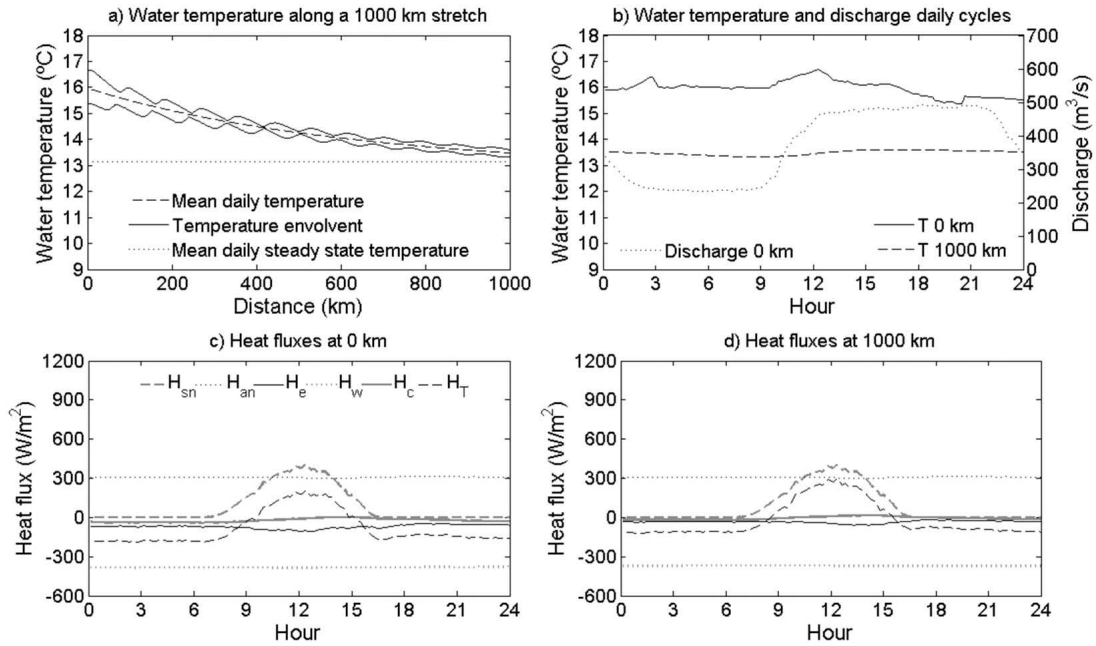 a) Water temperature along a 1000 km stretch
18
17
16
15
14
13
12
11
10
9
Water temperature (ºC)
Mean daily temperature
Temperature envolvent
Mean daily steady state temperature
0 200 400 600 800 1000
Distance (km)
b) Water temperature and discharge daily cycles
18
17
16
15
14
13
12
11
10
9
Water temperature (ºC)
700
600
500
400
300
200
100
0
Discharge (m³/s)
Discharge 0 km
T 0 km
T 1000 km
0 3 6 9 12 15 18 21 24
Hour
c) Heat fluxes at 0 km
1200
900
600
300
0
-300
-600
Heat flux (W/m²)
H_sn H_an H_e H_w H_c H_T
0 3 6 9 12 15 18 21 24
Hour
d) Heat fluxes at 1000 km
1200
900
600
300
0
-300
-600
Heat flux (W/m²)
0 3 6 9 12 15 18 21 24
Hour